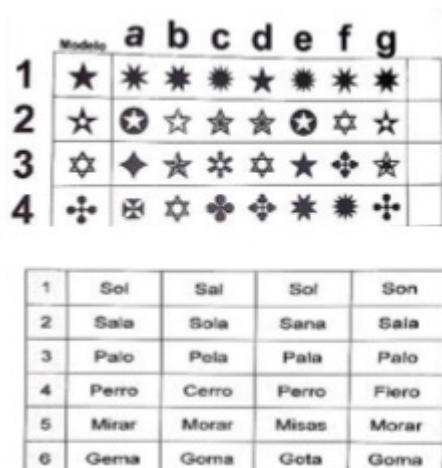 Modelo a b c d e f g
1
2
3
4
1 Sol Sal Sol Son
2 Sala Sola Sana Sala
3 Palo Pela Pala Palo
4 Perro Cerro Perro Fiero
5 Mirar Morar Misas Morar
6 Gema Goma Gota Goma